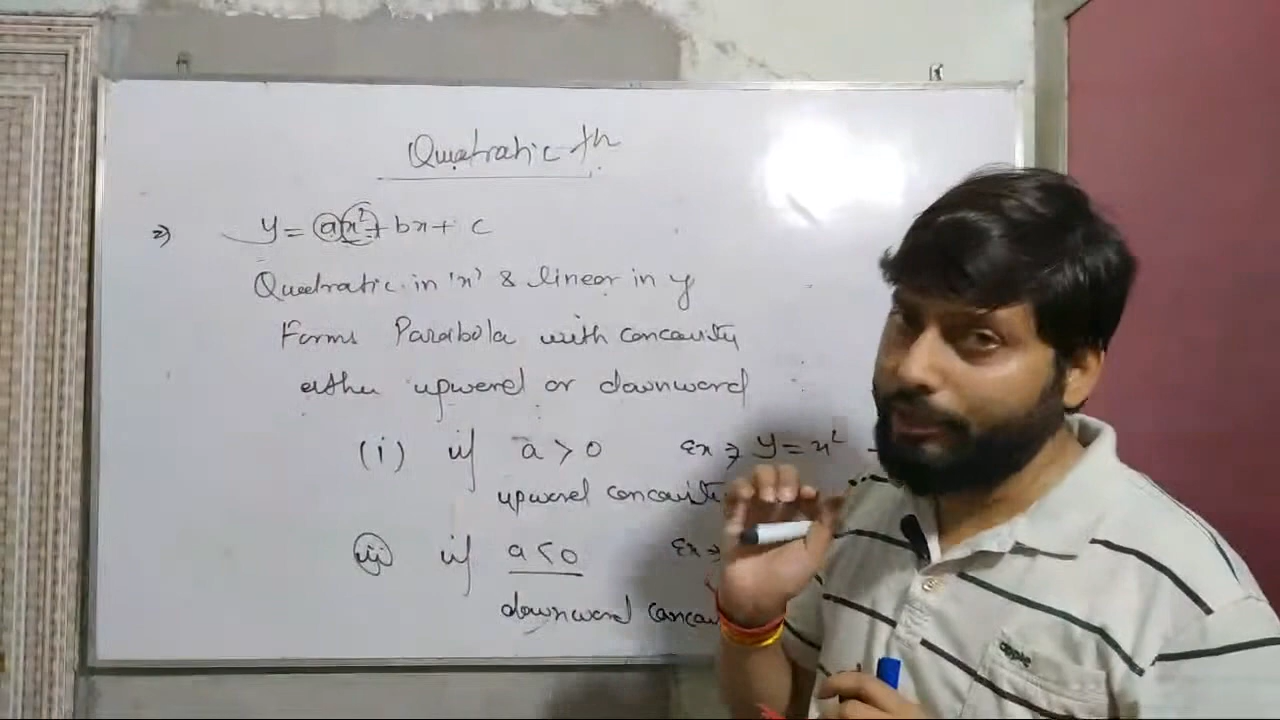 Quadratic fn
⇒ y = ax² + bx + c
Quadratic in 'x' & linear in y
Forms Parabola with concavity
either upward or downward
(i) if a > 0 Ex ⇒ y = x²
upward concavity
(ii) if a < 0 Ex ⇒
downward concav
apple